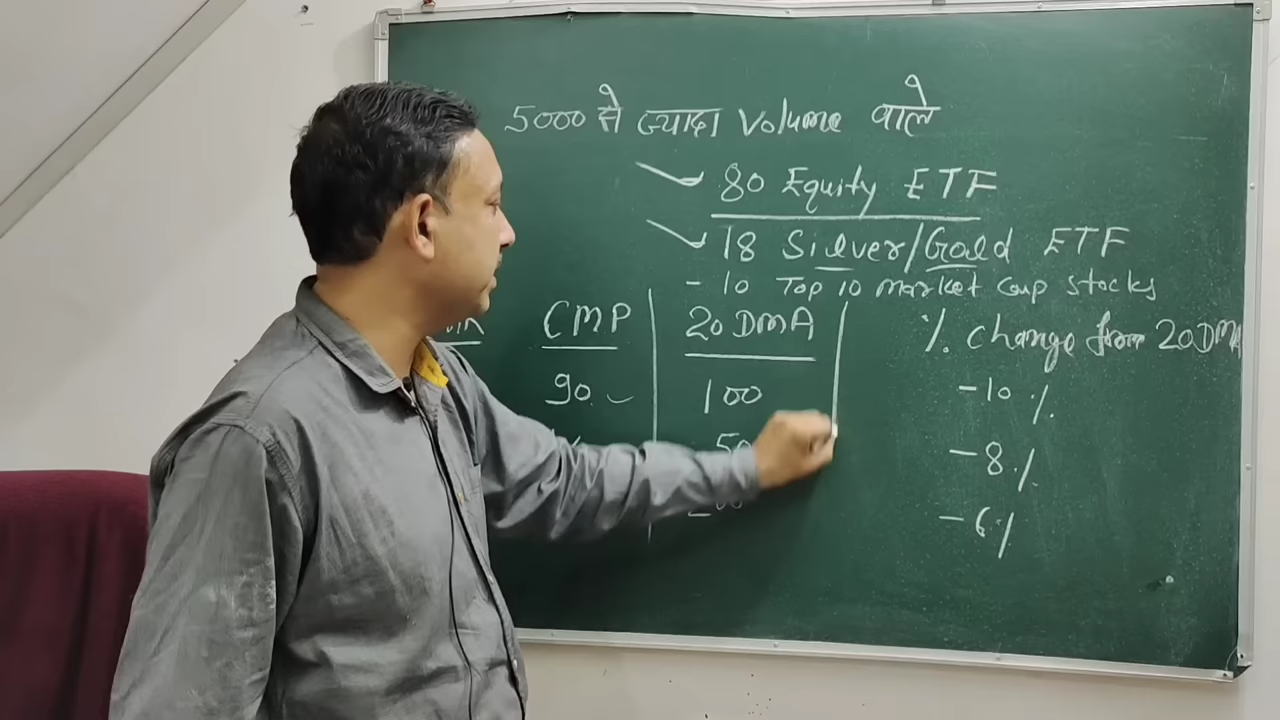 5000 से ज्यादा Volume वाले
80 Equity ETF
18 Silver/Gold ETF
- 10 Top 10 market cap stocks
CMP 20 DMA % change from 20DMA
90 100 -10 %
50 -8 %
-6 %